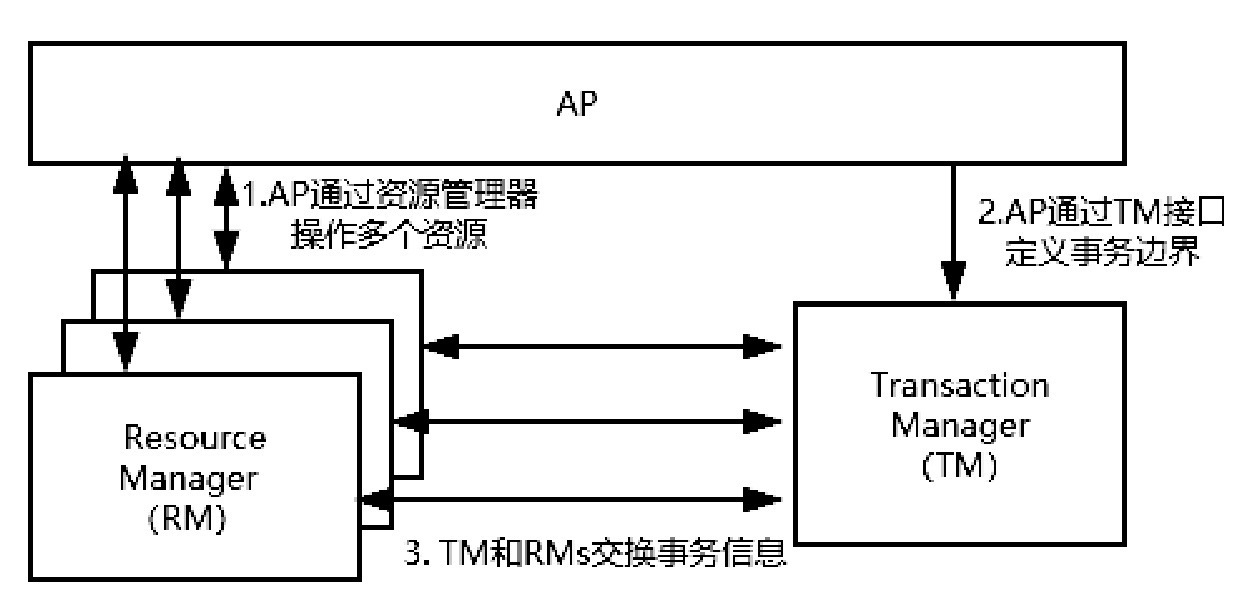 AP
1.AP通过资源管理器
操作多个资源
2.AP通过TM接口
定义事务边界
Resource
Manager
(RM)
Transaction
Manager
(TM)
3. TM和RMs交换事务信息